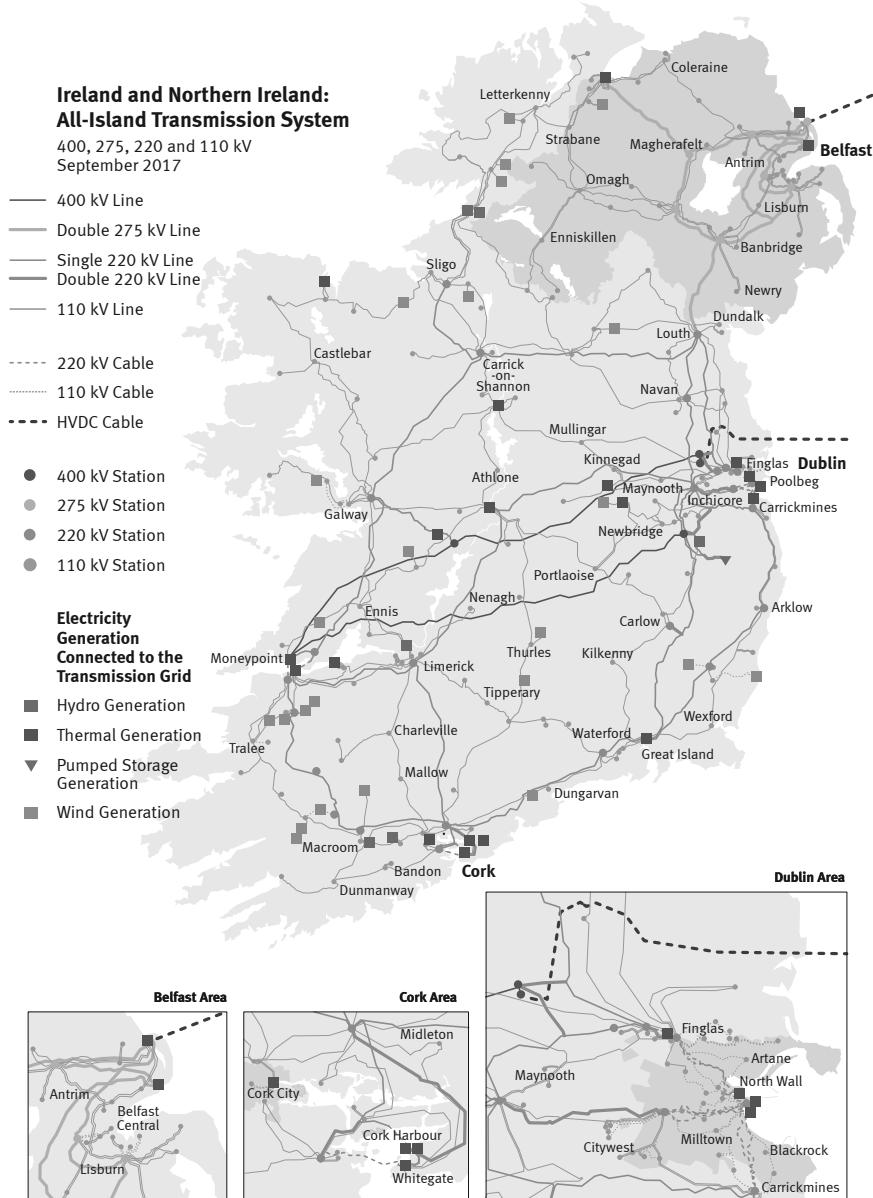 Ireland and Northern Ireland:
All-Island Transmission System
400, 275, 220 and 110 kV
September 2017
400 kV Line
Double 275 kV Line
Single 220 kV Line
Double 220 kV Line
110 kV Line
220 kV Cable
110 kV Cable
HVDC Cable
400 kV Station
275 kV Station
220 kV Station
110 kV Station
Electricity
Generation
Connected to the
Transmission Grid
Hydro Generation
Thermal Generation
Pumped Storage
Generation
Wind Generation
Coleraine
Letterkenny
Strabane
Magherafelt
Belfast
Antrim
Omagh
Lisburn
Enniskillen
Banbridge
Sligo
Newry
Dundalk
Louth
Castlebar
Carrick
-on-
Shannon
Navan
Mullingar
Kinnegad
Finglas
Dublin
Athlone
Maynooth
Poolbeg
Inchicore
Carrickmines
Galway
Newbridge
Portlaoise
Nenagh
Ennis
Arklow
Carlow
Moneypoint
Limerick
Thurles
Kilkenny
Tipperary
Wexford
Tralee
Charleville
Waterford
Great Island
Mallow
Dungarvan
Macroom
Bandon
Cork
Dunmanway
Dublin Area
Finglas
Artane
Maynooth
North Wall
Citywest
Milltown
Blackrock
Carrickmines
Belfast Area
Antrim
Belfast
Central
Lisburn
Cork Area
Midleton
Cork City
Cork Harbour
Whitegate